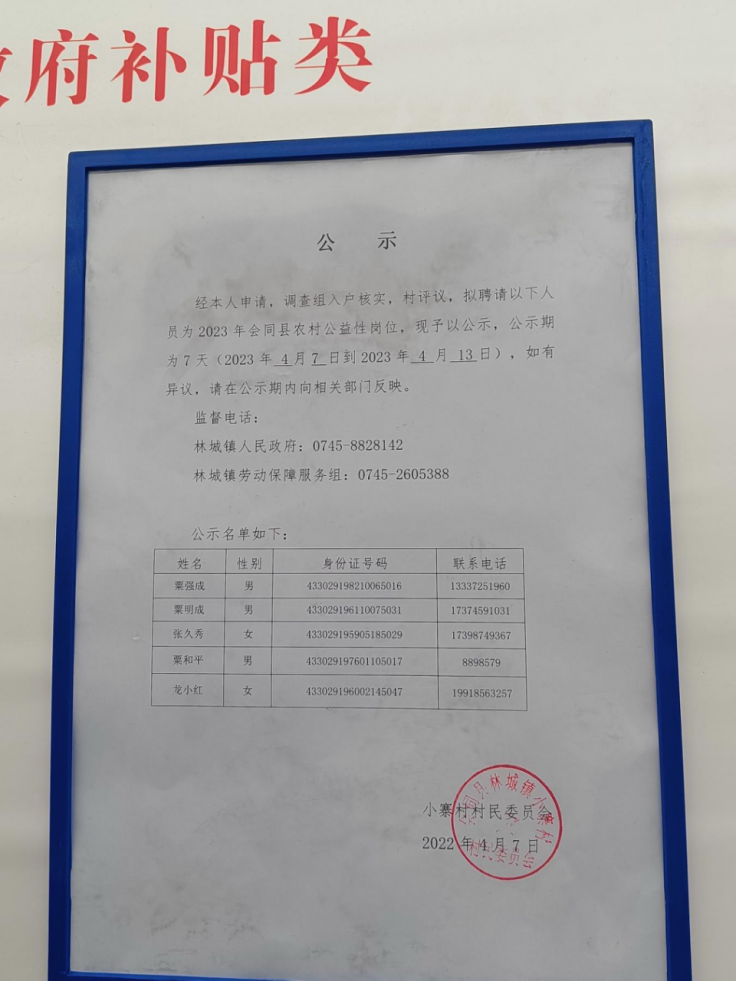 府补贴类
公 示
经本人申请，调查组入户核实，村评议，拟聘请以下人
员为 2023 年会同县农村公益性岗位，现予以公示，公示期
为 7 天（2023 年 4 月 7 日到 2023 年 4 月 13 日），如有
异议，请在公示期内向相关部门反映。
监督电话：
林城镇人民政府：0745-8828142
林城镇劳动保障服务组：0745-2605388
公示名单如下：
姓名 性别 身份证号码 联系电话
粟强成 男 433029198210065016 13337251960
粟明成 男 433029196110075031 17374591031
张久秀 女 433029195905185029 17398749367
粟和平 男 433029197601105017 8898579
龙小红 女 433029196002145047 19918563257
小寨村村民委员会
2022 年 4 月 7 日